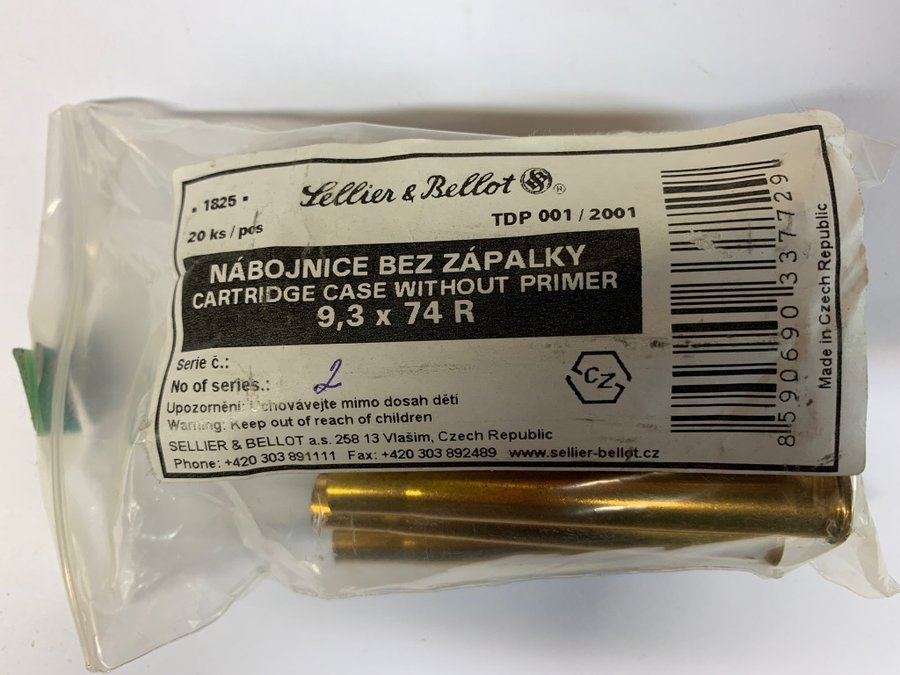 • 1825 •
Sellier & Bellot ®
20 ks / pcs
TDP 001 / 2001
NÁBOJNICE BEZ ZÁPALKY
CARTRIDGE CASE WITHOUT PRIMER
9,3 x 74 R
Serie č.:
No of series.: 2
CZ
Upozornění: Uchovávejte mimo dosah dětí
Warning: Keep out of reach of children
SELLIER & BELLOT a.s. 258 13 Vlašim, Czech Republic
Phone: +420 303 891111 Fax: +420 303 892489 www.sellier-bellot.cz
8 590690 337729
Made in Czech Republic